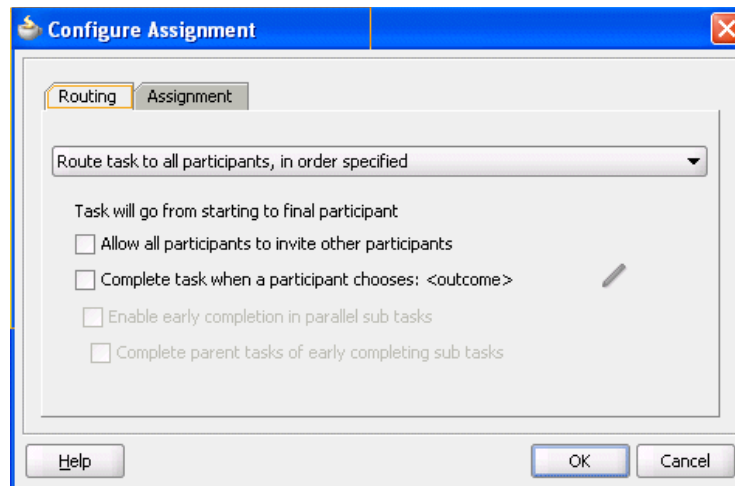 Configure Assignment
Routing
Assignment
Route task to all participants, in order specified
Task will go from starting to final participant
Allow all participants to invite other participants
Complete task when a participant chooses: <outcome>
Enable early completion in parallel sub tasks
Complete parent tasks of early completing sub tasks
Help
OK
Cancel